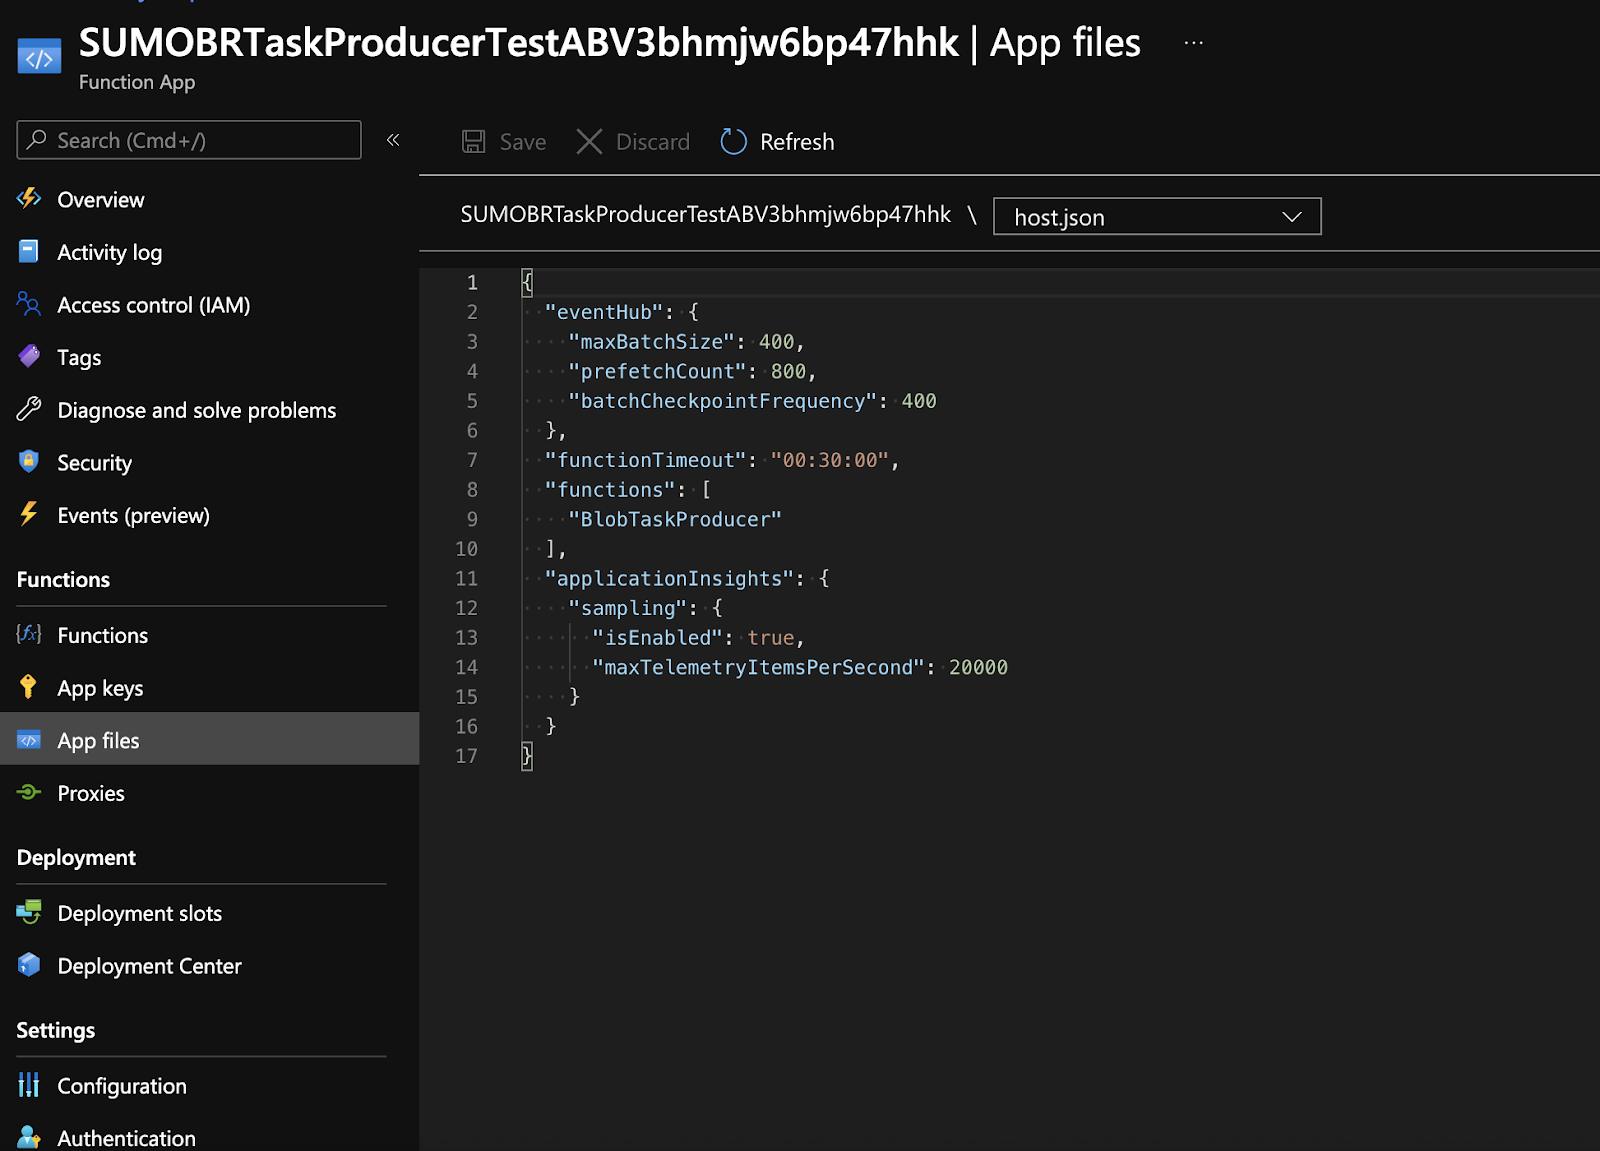 SUMOBRTaskProducerTestABV3bhmjw6bp47hhk | App files ...
Function App
Search (Cmd+/)
«
Overview
Activity log
Access control (IAM)
Tags
Diagnose and solve problems
Security
Events (preview)
Functions
Functions
App keys
App files
Proxies
Deployment
Deployment slots
Deployment Center
Settings
Configuration
Authentication
Save Discard Refresh
SUMOBRTaskProducerTestABV3bhmjw6bp47hhk \ host.json
1 {
2 "eventHub": {
3 "maxBatchSize": 400,
4 "prefetchCount": 800,
5 "batchCheckpointFrequency": 400
6 },
7 "functionTimeout": "00:30:00",
8 "functions": [
9 "BlobTaskProducer"
10 ],
11 "applicationInsights": {
12 "sampling": {
13 "isEnabled": true,
14 "maxTelemetryItemsPerSecond": 20000
15 }
16 }
17 }